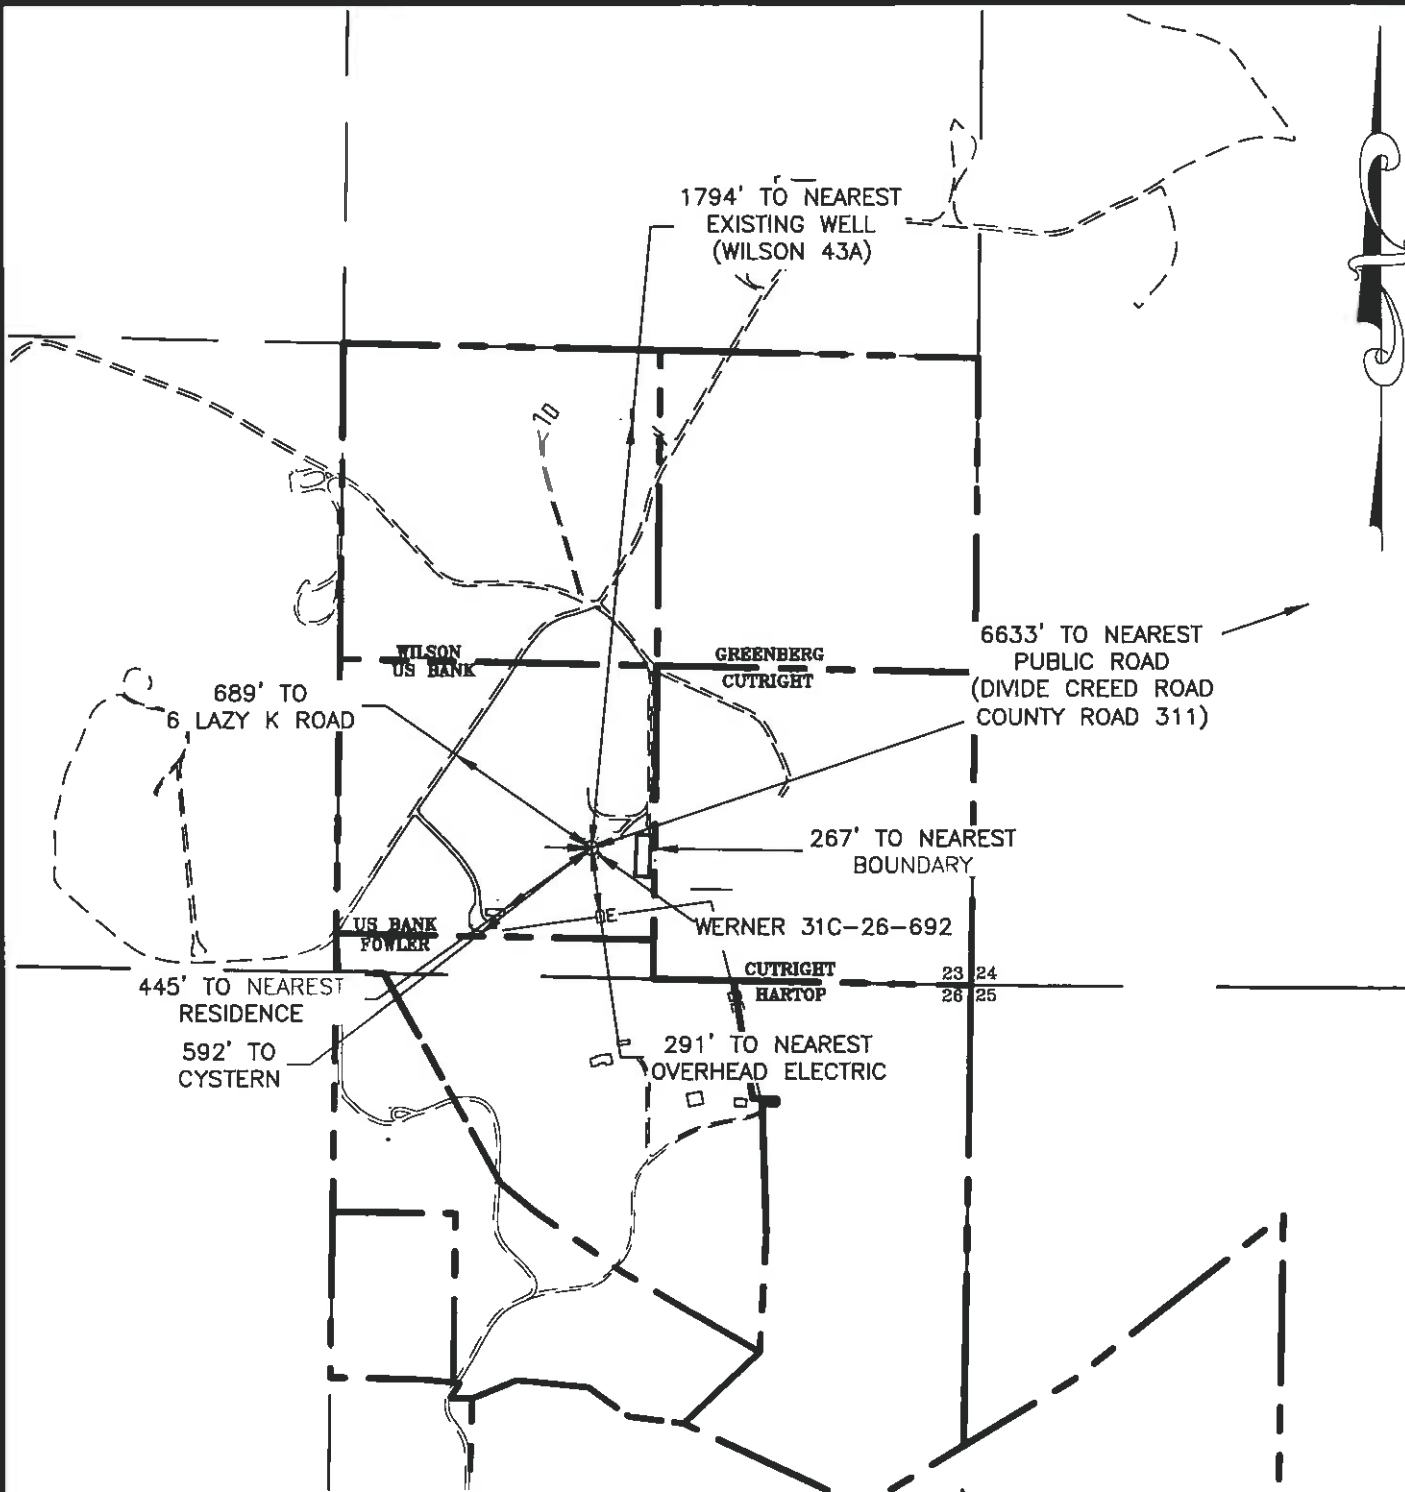 1794' TO NEAREST
EXISTING WELL
(WILSON 43A)
6633' TO NEAREST
PUBLIC ROAD
(DIVIDE CREED ROAD
COUNTY ROAD 311)
WILSON
US BANK
GREENBERG
CUTRIGHT
689' TO
6 LAZY K ROAD
267' TO NEAREST
BOUNDARY
E
WERNER 31C-26-692
US BANK
FOWLER
CUTRIGHT
HARTOP
23 24
26 25
445' TO NEAREST
RESIDENCE
592' TO
CYSTERN
291' TO NEAREST
OVERHEAD ELECTRIC